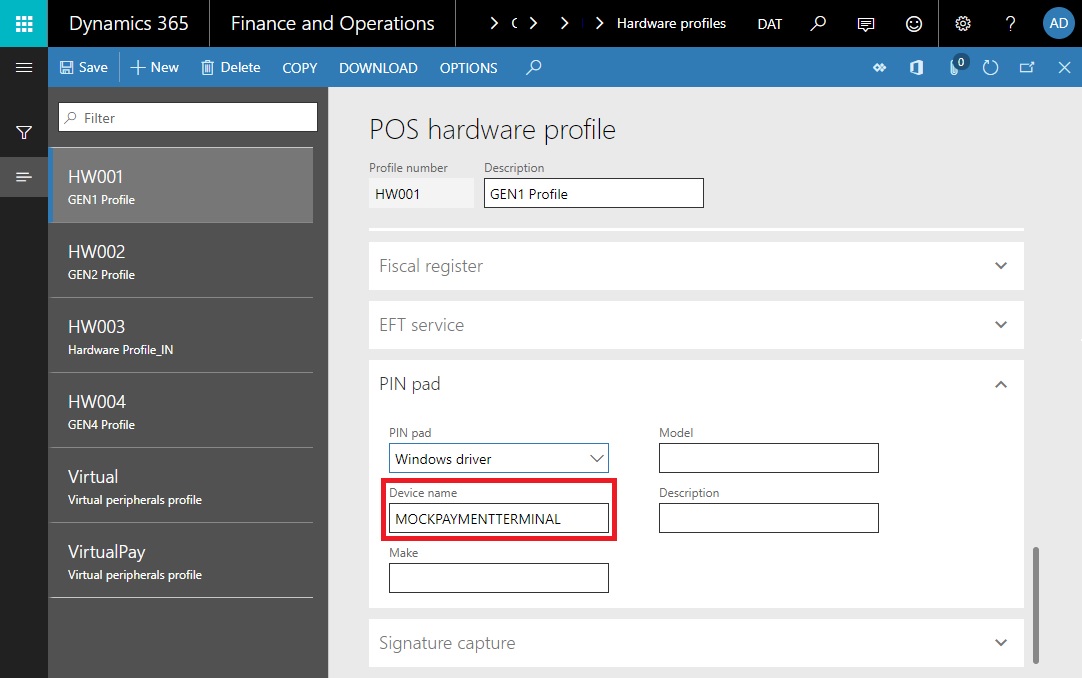 Dynamics 365 Finance and Operations Hardware profiles DAT ? AD
Save New Delete COPY DOWNLOAD OPTIONS 0
Filter
HW001
GEN1 Profile
HW002
GEN2 Profile
HW003
Hardware Profile_IN
HW004
GEN4 Profile
Virtual
Virtual peripherals profile
VirtualPay
Virtual peripherals profile
POS hardware profile
Profile number Description
HW001 GEN1 Profile
Fiscal register
EFT service
PIN pad
PIN pad Model
Windows driver
Device name Description
MOCKPAYMENTTERMINAL
Make
Signature capture